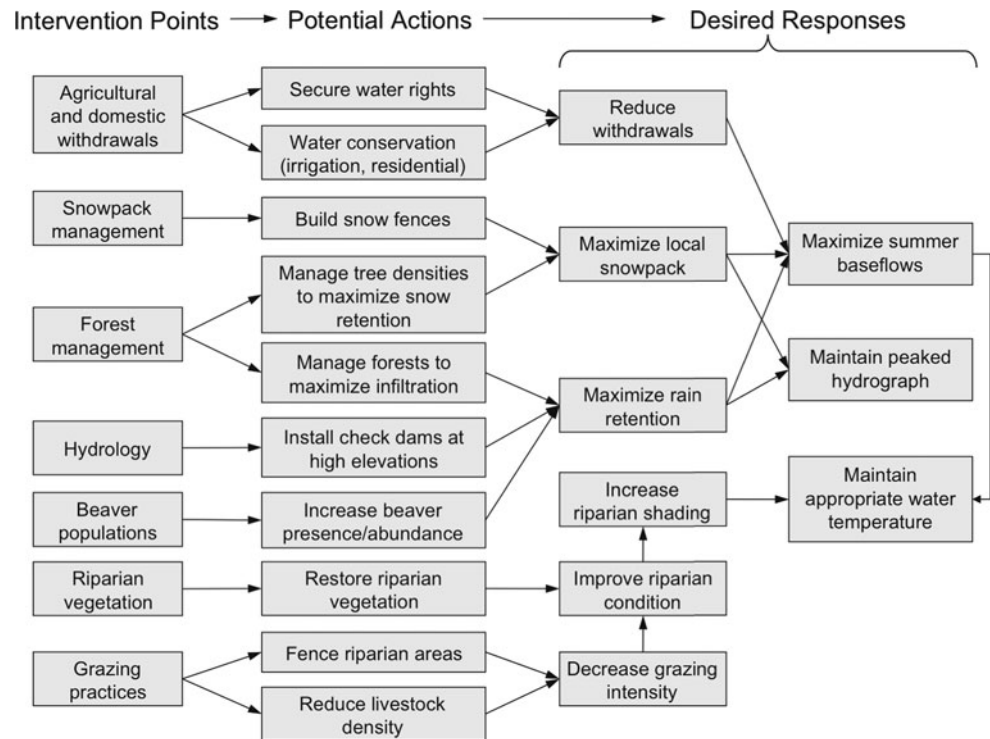 Intervention Points
Potential Actions
Desired Responses
Agricultural
and domestic
withdrawals
Secure water rights
Water conservation
(irrigation, residential)
Reduce
withdrawals
Snowpack
management
Build snow fences
Maximize local
snowpack
Maximize summer
baseflows
Manage tree densities
to maximize snow
retention
Forest
management
Manage forests to
maximize infiltration
Maintain peaked
hydrograph
Maximize rain
retention
Hydrology
Install check dams at
high elevations
Increase
riparian shading
Maintain
appropriate water
temperature
Beaver
populations
Increase beaver
presence/abundance
Riparian
vegetation
Restore riparian
vegetation
Improve riparian
condition
Grazing
practices
Fence riparian areas
Reduce livestock
density
Decrease grazing
intensity